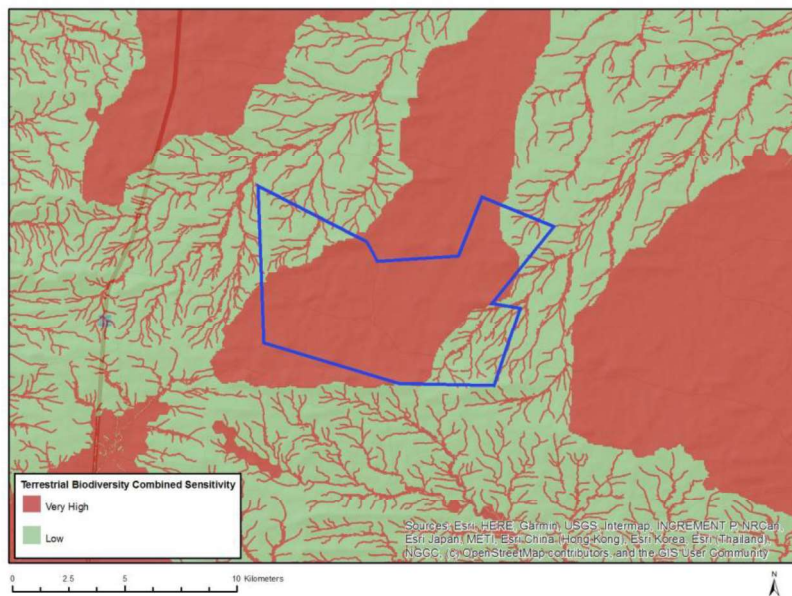 Terrestrial Biodiversity Combined Sensitivity
Very High
Low
Sources: Esri, HERE, Garmin, USGS, Intermap, INCREMENT P, NRCan,
Esri Japan, METI, Esri China (Hong Kong), Esri Korea, Esri (Thailand),
NGCC, (c) OpenStreetMap contributors, and the GIS User Community
0 2.5 5 10 Kilometers
N